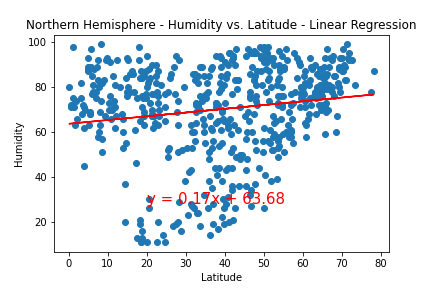 Northern Hemisphere - Humidity vs. Latitude - Linear Regression
100
80
60
40
20
Humidity
y = 0.17x + 63.68
0 10 20 30 40 50 60 70 80
Latitude